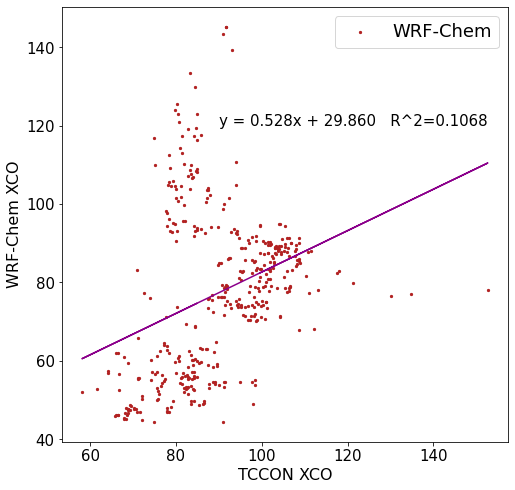 WRF-Chem
y = 0.528x + 29.860 R^2=0.1068
WRF-Chem XCO
140
120
100
80
60
40
60 80 100 120 140
TCCON XCO